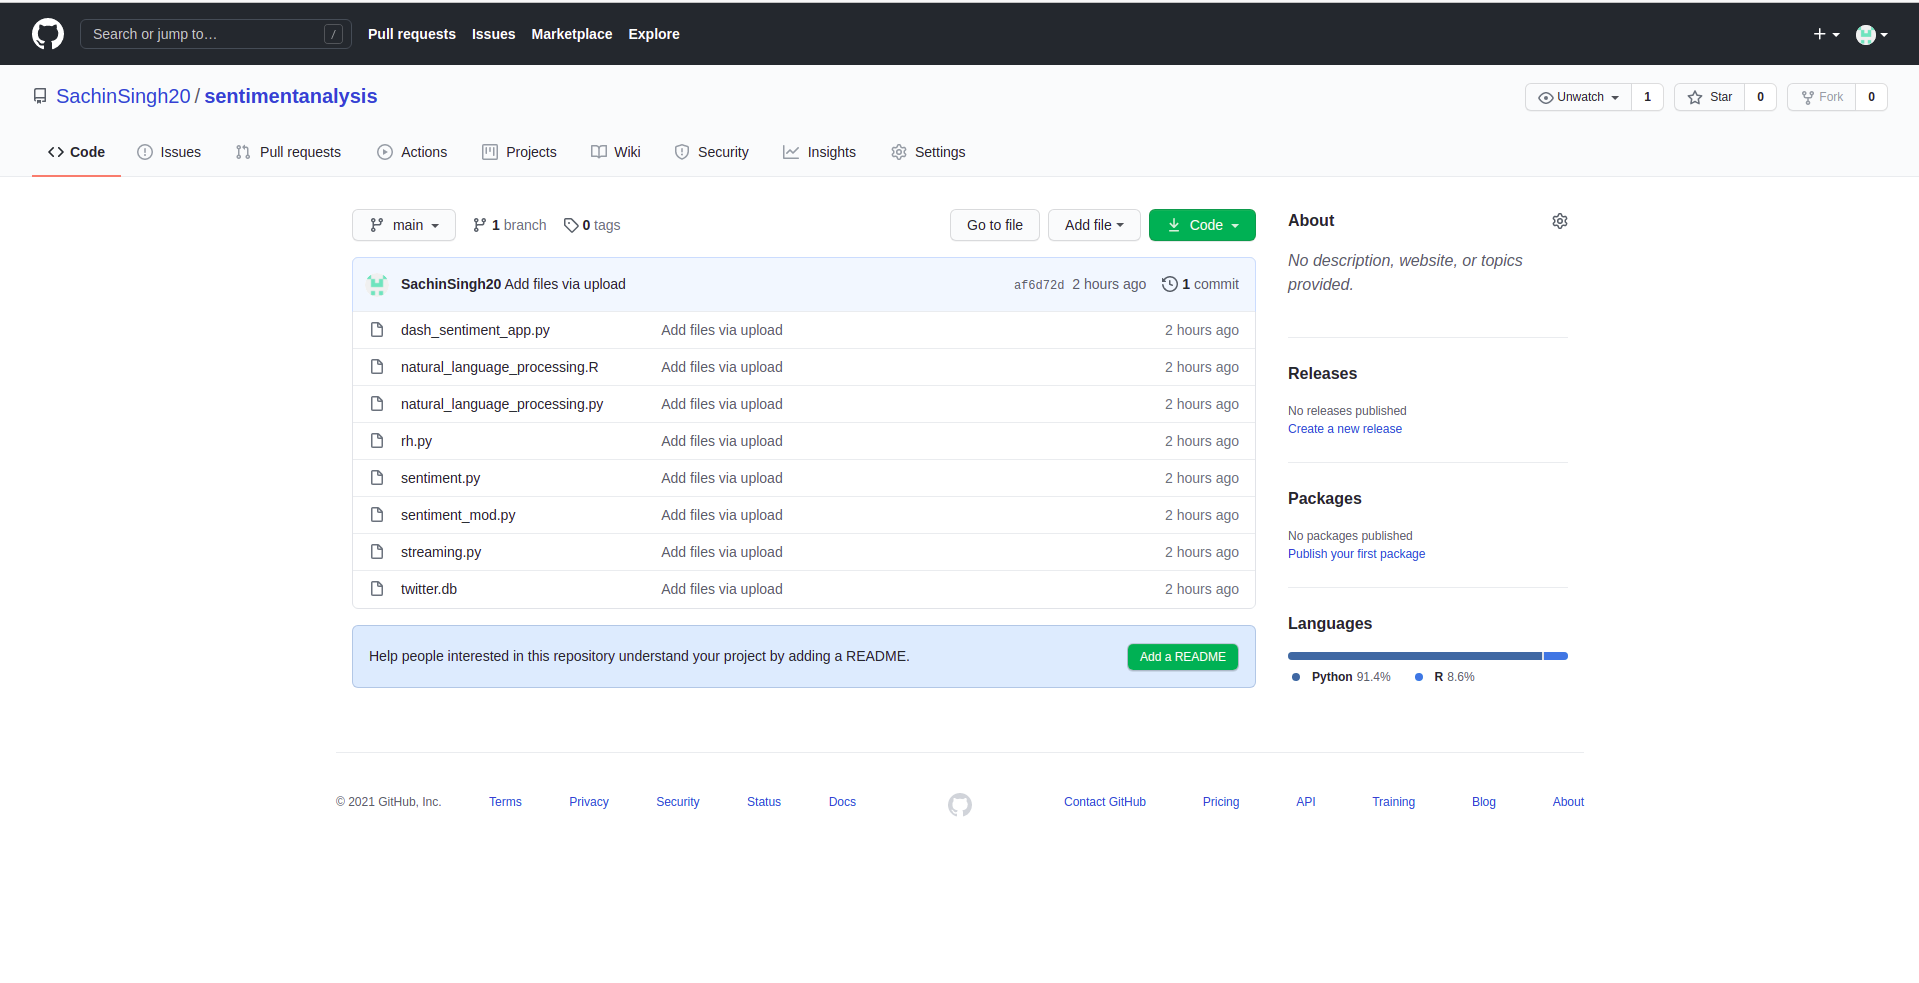 Search or jump to… / Pull requests Issues Marketplace Explore
SachinSingh20 / sentimentanalysis
Unwatch 1 Star 0 Fork 0
Code Issues Pull requests Actions Projects Wiki Security Insights Settings
main 1 branch 0 tags Go to file Add file Code
SachinSingh20 Add files via upload af6d72d 2 hours ago 1 commit
dash_sentiment_app.py Add files via upload 2 hours ago
natural_language_processing.R Add files via upload 2 hours ago
natural_language_processing.py Add files via upload 2 hours ago
rh.py Add files via upload 2 hours ago
sentiment.py Add files via upload 2 hours ago
sentiment_mod.py Add files via upload 2 hours ago
streaming.py Add files via upload 2 hours ago
twitter.db Add files via upload 2 hours ago
Help people interested in this repository understand your project by adding a README. Add a README
About
No description, website, or topics
provided.
Releases
No releases published
Create a new release
Packages
No packages published
Publish your first package
Languages
Python 91.4% R 8.6%
© 2021 GitHub, Inc. Terms Privacy Security Status Docs Contact GitHub Pricing API Training Blog About